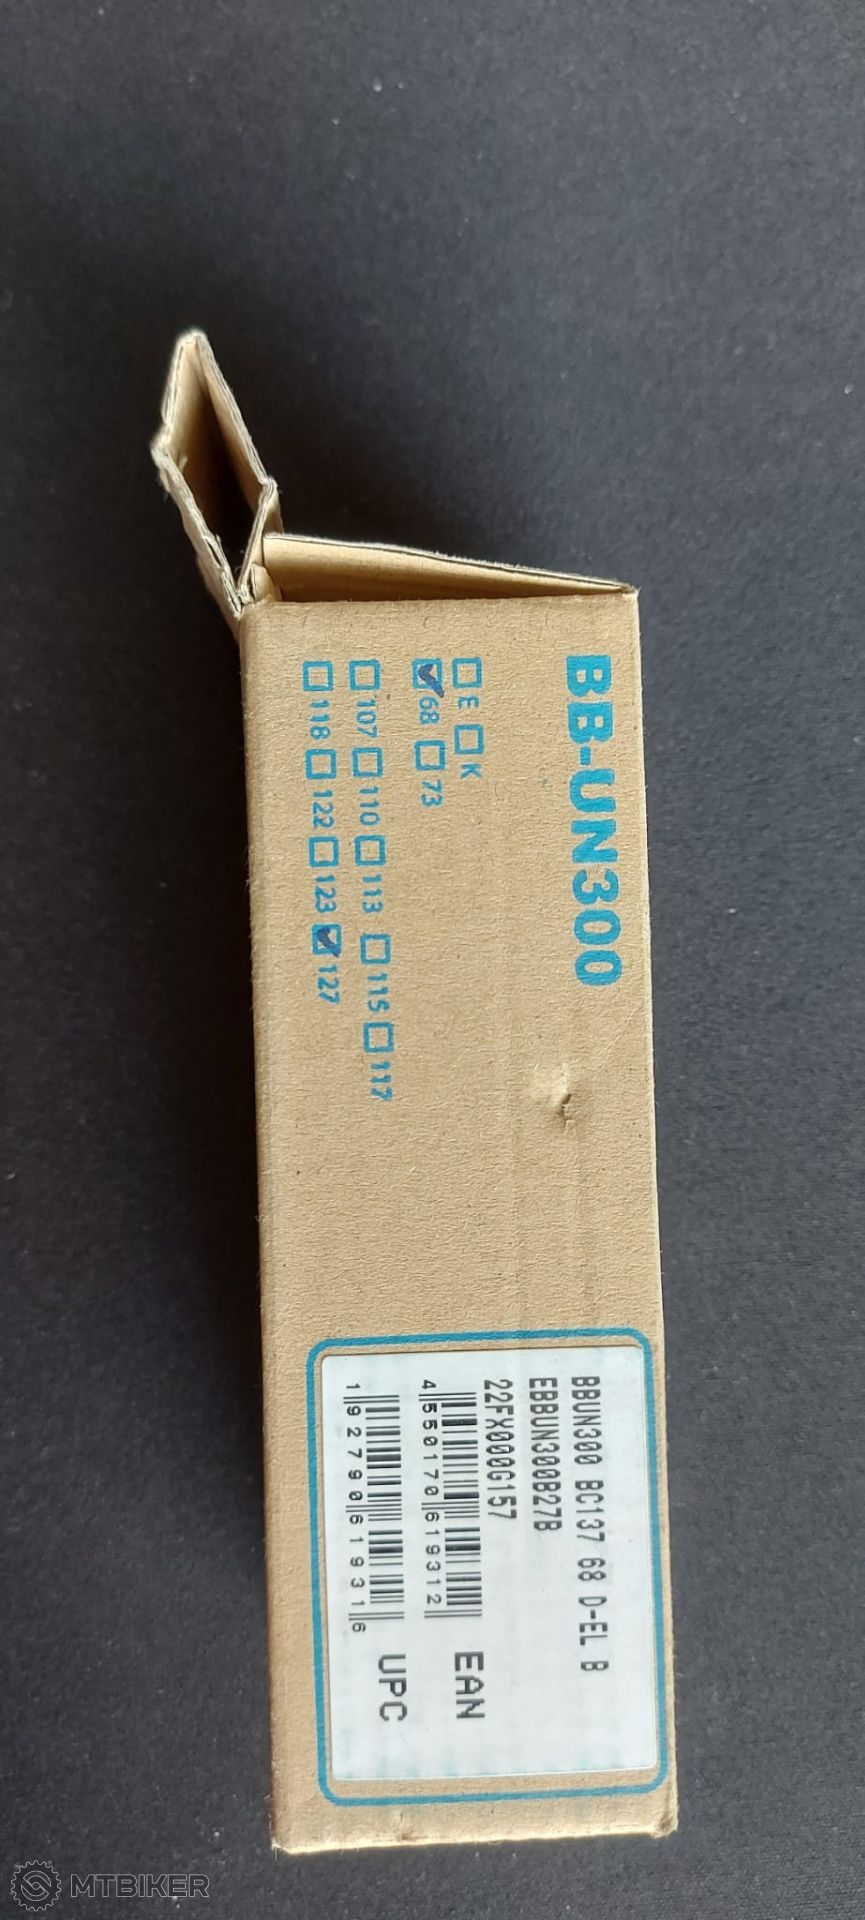 BB-UN300
E K
68 73
107 110 113 115 117
118 122 123 127
BBUN300 BC137 68 D-EL B
EBBUN300B27B
22FX000G157
4 550170 619312
EAN
1 92790 61931 6
UPC
MTBIKER